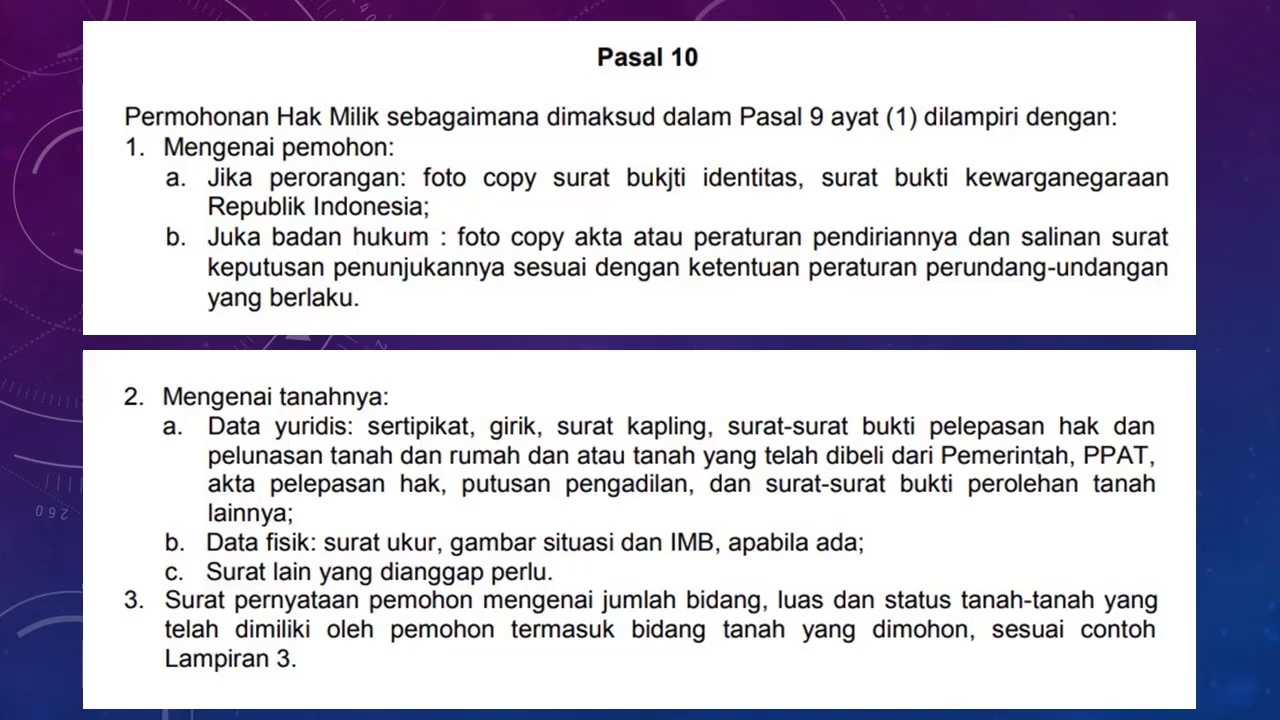 Pasal 10
Permohonan Hak Milik sebagaimana dimaksud dalam Pasal 9 ayat (1) dilampiri dengan:
1. Mengenai pemohon:
a. Jika perorangan: foto copy surat bukjti identitas, surat bukti kewarganegaraan
Republik Indonesia;
b. Juka badan hukum : foto copy akta atau peraturan pendiriannya dan salinan surat
keputusan penunjukannya sesuai dengan ketentuan peraturan perundang-undangan
yang berlaku.
2. Mengenai tanahnya:
a. Data yuridis: sertipikat, girik, surat kapling, surat-surat bukti pelepasan hak dan
pelunasan tanah dan rumah dan atau tanah yang telah dibeli dari Pemerintah, PPAT,
akta pelepasan hak, putusan pengadilan, dan surat-surat bukti perolehan tanah
lainnya;
b. Data fisik: surat ukur, gambar situasi dan IMB, apabila ada;
c. Surat lain yang dianggap perlu.
3. Surat pernyataan pemohon mengenai jumlah bidang, luas dan status tanah-tanah yang
telah dimiliki oleh pemohon termasuk bidang tanah yang dimohon, sesuai contoh
Lampiran 3.
260